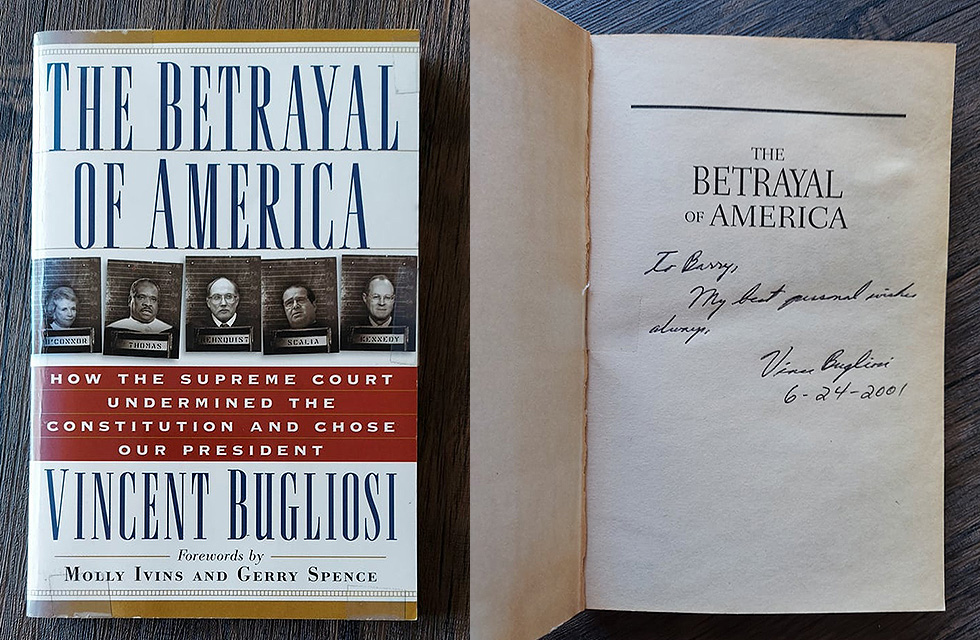 THE BETRAYAL
OF AMERICA
O'CONNOR
THOMAS
REHNQUIST
SCALIA
KENNEDY
HOW THE SUPREME COURT
UNDERMINED THE
CONSTITUTION AND CHOSE
OUR PRESIDENT
VINCENT BUGLIOSI
Forewords by
MOLLY IVINS AND GERRY SPENCE
THE
BETRAYAL
OF AMERICA
To Barry,
My best personal wishes
always,
Vince Bugliosi
6-24-2001